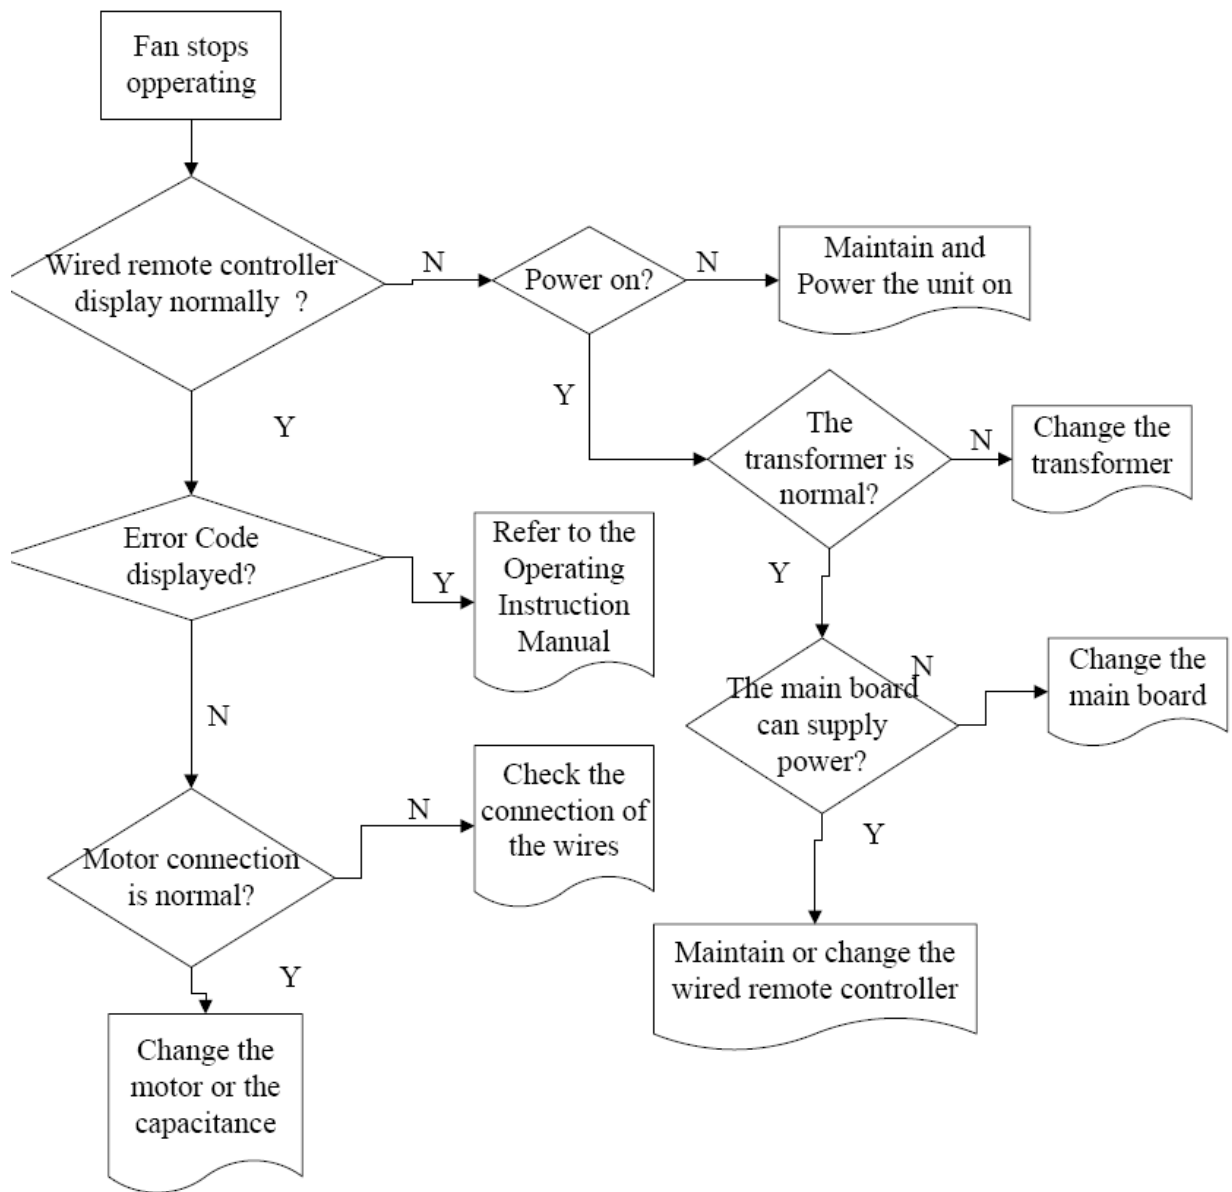 Fan stops
opperating
Wired remote controller
display normally ?
N
Power on?
N
Maintain and
Power the unit on
Y
Y
The
transformer is
normal?
N
Change the
transformer
Error Code
displayed?
Y
Refer to the
Operating
Instruction
Manual
Y
N
The main board
can supply
power?
N
Change the
main board
Motor connection
is normal?
N
Check the
connection of
the wires
Y
Maintain or change the
wired remote controller
Y
Change the
motor or the
capacitance